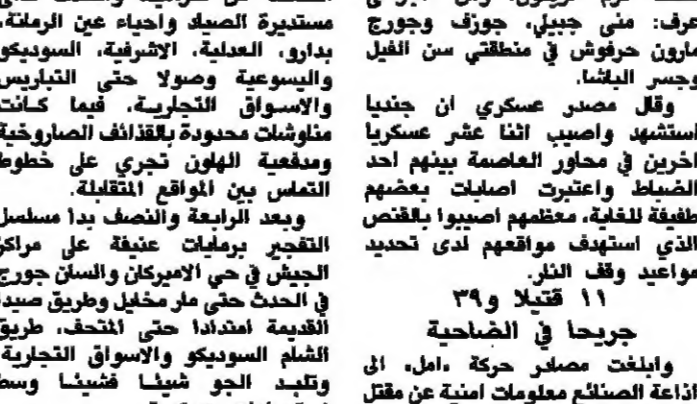 عرف: منى جبيلي، جوزف وجورج
مارون حرفوش في منطقتي سن الفيل
وجسر الباشا.
وقال مصدر عسكري ان جنديا
استشهد واصيب اثنا عشر عسكريا
آخرين في محاور العاصمة بينهم احد
الضباط واعتبرت اصابات بعضهم
طفيفة للغاية، معظمهم اصيبوا بالقنص
الذي استهدف مواقعهم لدى تحديد
مواعيد وقف النار.
١١ قتيلا و٣٩
جريحا في الضاحية
وابلغت مصادر حركة «امل» الى
اذاعة الصنائع معلومات امنية عن مقتل
مستديرة الصياد واحياء عين الرمانة،
بدارو، العدلية، الاشرفية، السوديكو
واليسوعية وصولا حتى التباريس
والاسواق التجارية، فيما كانت
مناوشات محدودة بالقذائف الصاروخية
ومدفعية الهاون تجري على خطوط
التماس بين المواقع المتقابلة.
وبعد الرابعة والنصف بدا مسلسل
التفجير برمايات عنيفة على مراكز
الجيش في حي الاميركان والسان جورج
في الحدث حتى مار مخايل وطريق صيدا
القديمة امتدادا حتى المتحف، طريق
الشام السوديكو والاسواق التجارية،
وتلبد الجو شيئا فشيئا وسط